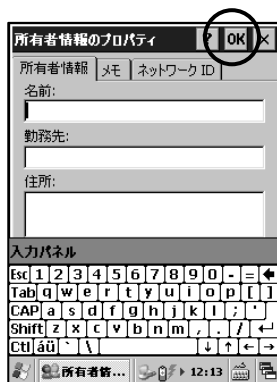 所有者情報のプロパティ ? OK ×
所有者情報 メモ ネットワーク ID
名前:
勤務先:
住所:
入力パネル
Esc 1 2 3 4 5 6 7 8 9 0 - = ←
Tab q w e r t y u i o p [ ]
CAP a s d f g h j k l ; '
Shift z x c v b n m , . / ↵
Ctl áü ` \ ↓ ↑ ← →
所有者情... 12:13